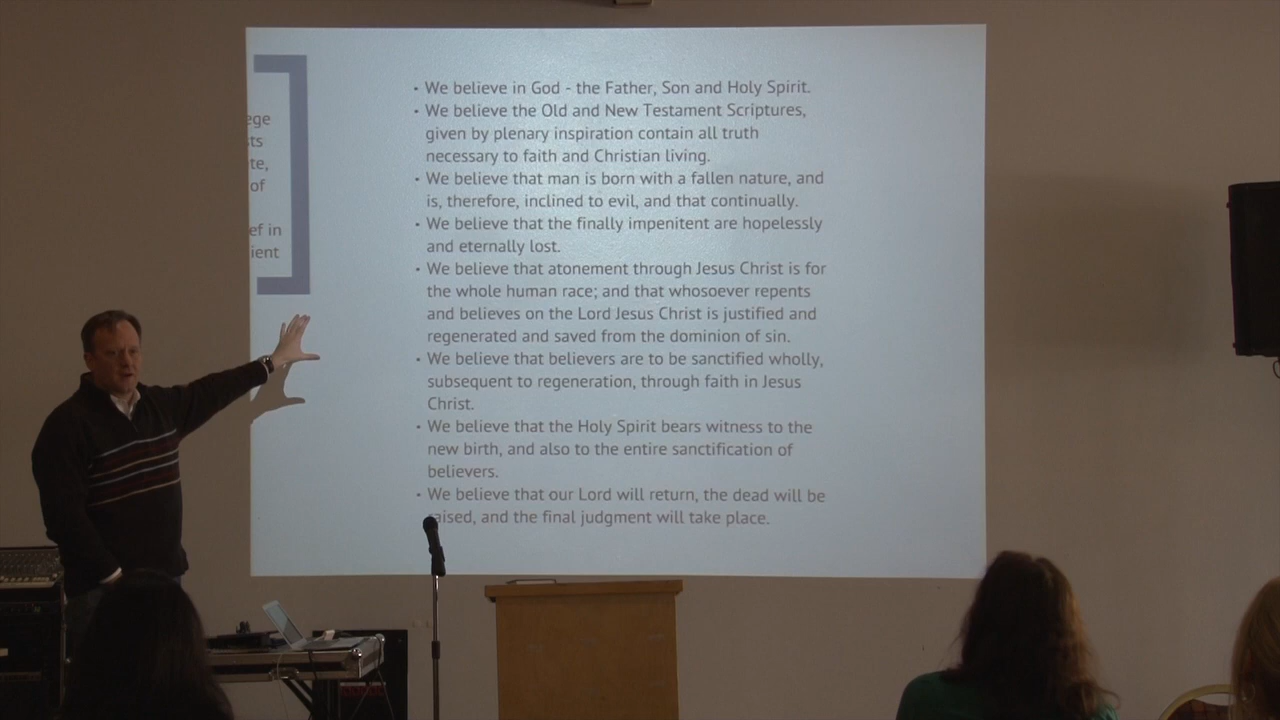 ege
ts
te,
of
ef in
ient
• We believe in God - the Father, Son and Holy Spirit.
• We believe the Old and New Testament Scriptures,
given by plenary inspiration contain all truth
necessary to faith and Christian living.
• We believe that man is born with a fallen nature, and
is, therefore, inclined to evil, and that continually.
• We believe that the finally impenitent are hopelessly
and eternally lost.
• We believe that atonement through Jesus Christ is for
the whole human race; and that whosoever repents
and believes on the Lord Jesus Christ is justified and
regenerated and saved from the dominion of sin.
• We believe that believers are to be sanctified wholly,
subsequent to regeneration, through faith in Jesus
Christ.
• We believe that the Holy Spirit bears witness to the
new birth, and also to the entire sanctification of
believers.
• We believe that our Lord will return, the dead will be
raised, and the final judgment will take place.